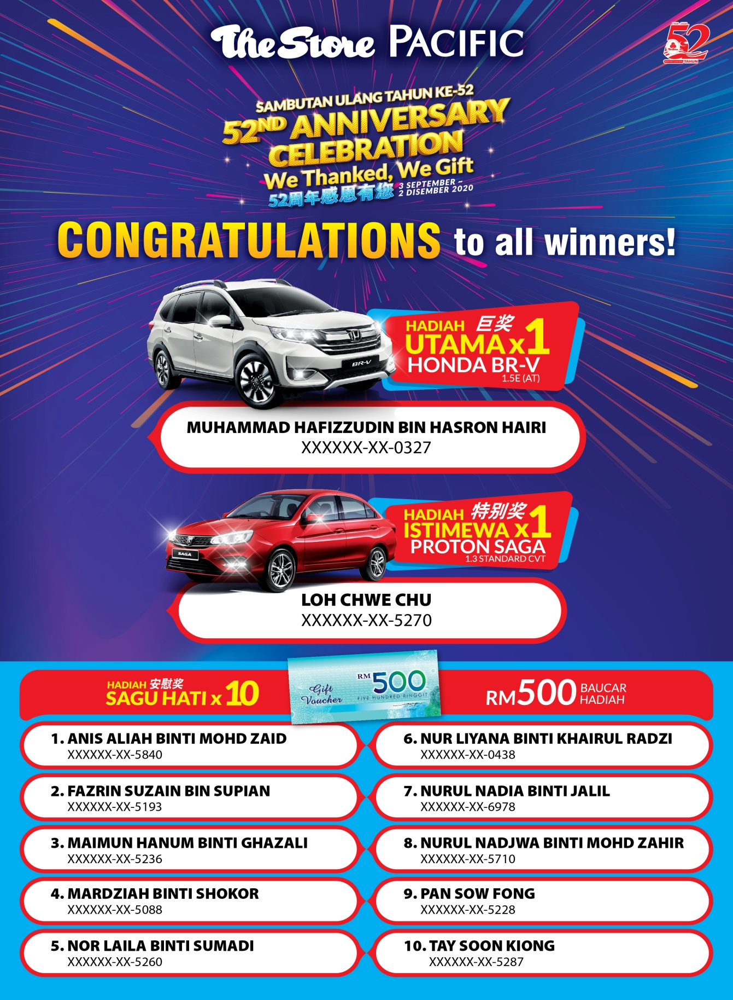 The Store PACIFIC
1968-2020
52
TAHUN
SAMBUTAN ULANG TAHUN KE-52
52ND ANNIVERSARY
CELEBRATION
We Thanked, We Gift
52周年感恩有您
3 SEPTEMBER ~
2 DISEMBER 2020
CONGRATULATIONS to all winners!
HADIAH 巨奖
UTAMA x1
HONDA BR-V
1.5E (AT)
BR-V
MUHAMMAD HAFIZZUDIN BIN HASRON HAIRI
XXXXXX-XX-0327
HADIAH 特别奖
ISTIMEWA x1
PROTON SAGA
1.3 STANDARD CVT
SAGA
LOH CHWE CHU
XXXXXX-XX-5270
HADIAH 安慰奖
SAGU HATI x 10
Gift
Voucher
RM500
FIVE HUNDRED RINGGIT
RM500 BAUCAR
HADIAH
1. ANIS ALIAH BINTI MOHD ZAID
XXXXXX-XX-5840
2. FAZRIN SUZAIN BIN SUPIAN
XXXXXX-XX-5193
3. MAIMUN HANUM BINTI GHAZALI
XXXXXX-XX-5236
4. MARDZIAH BINTI SHOKOR
XXXXXX-XX-5088
5. NOR LAILA BINTI SUMADI
XXXXXX-XX-5260
6. NUR LIYANA BINTI KHAIRUL RADZI
XXXXXX-XX-0438
7. NURUL NADIA BINTI JALIL
XXXXXX-XX-6978
8. NURUL NADJWA BINTI MOHD ZAHIR
XXXXXX-XX-5710
9. PAN SOW FONG
XXXXXX-XX-5228
10. TAY SOON KIONG
XXXXXX-XX-5287